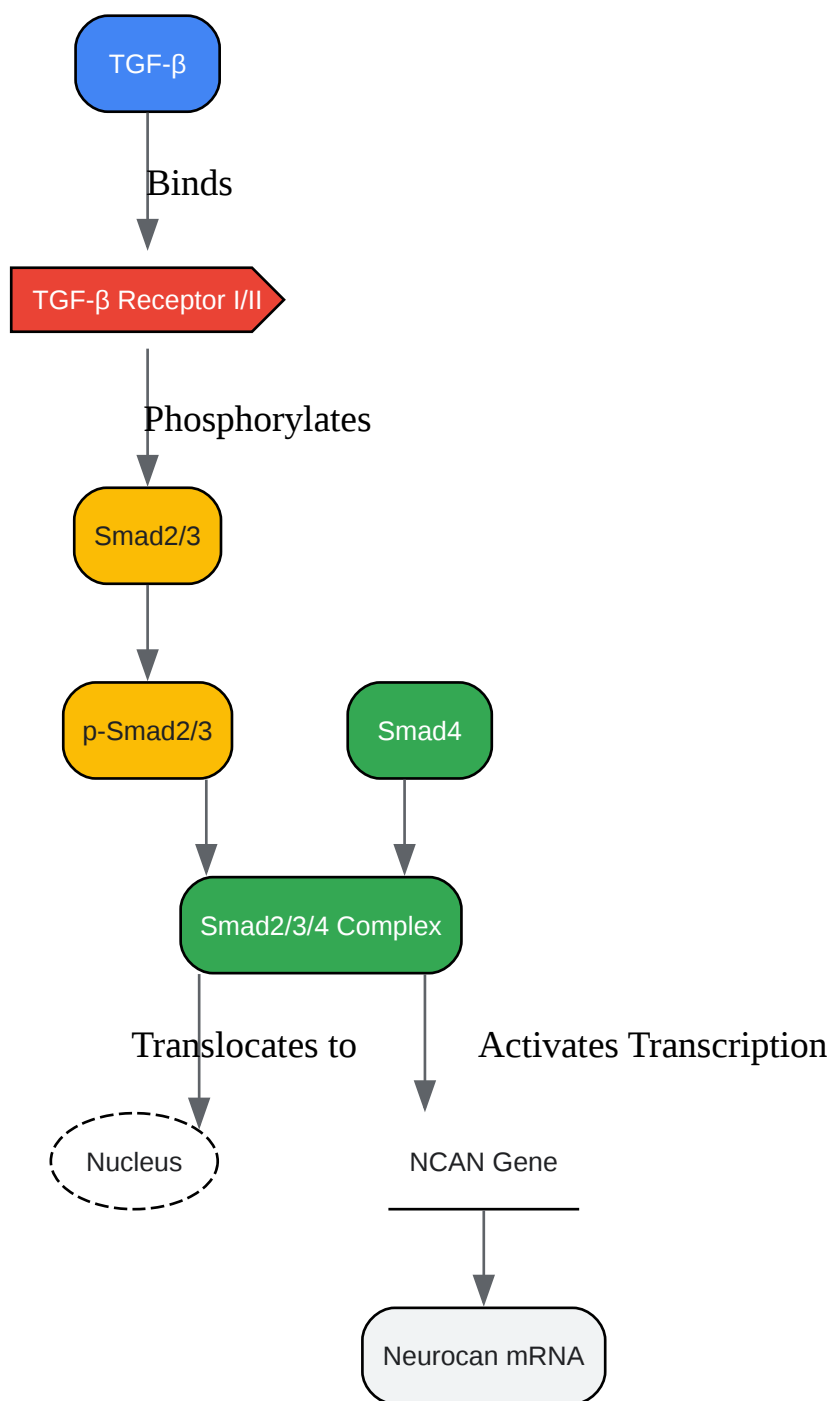 TGF-β
Binds
TGF-β Receptor I/II
Phosphorylates
Smad2/3
p-Smad2/3
Smad4
Smad2/3/4 Complex
Translocates to
Activates Transcription
Nucleus
NCAN Gene
Neurocan mRNA